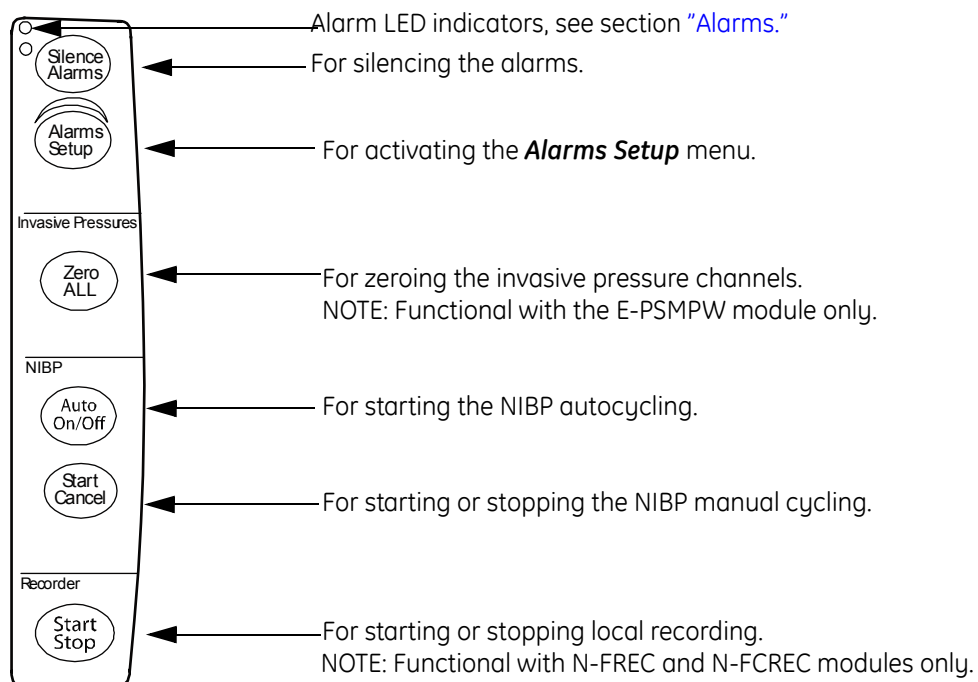 Alarm LED indicators, see section "Alarms."
Silence
Alarms
For silencing the alarms.
Alarms
Setup
For activating the Alarms Setup menu.
Invasive Pressures
Zero
ALL
For zeroing the invasive pressure channels.
NOTE: Functional with the E-PSMPW module only.
NIBP
Auto
On/Off
For starting the NIBP autocycling.
Start
Cancel
For starting or stopping the NIBP manual cycling.
Recorder
Start
Stop
For starting or stopping local recording.
NOTE: Functional with N-FREC and N-FCREC modules only.